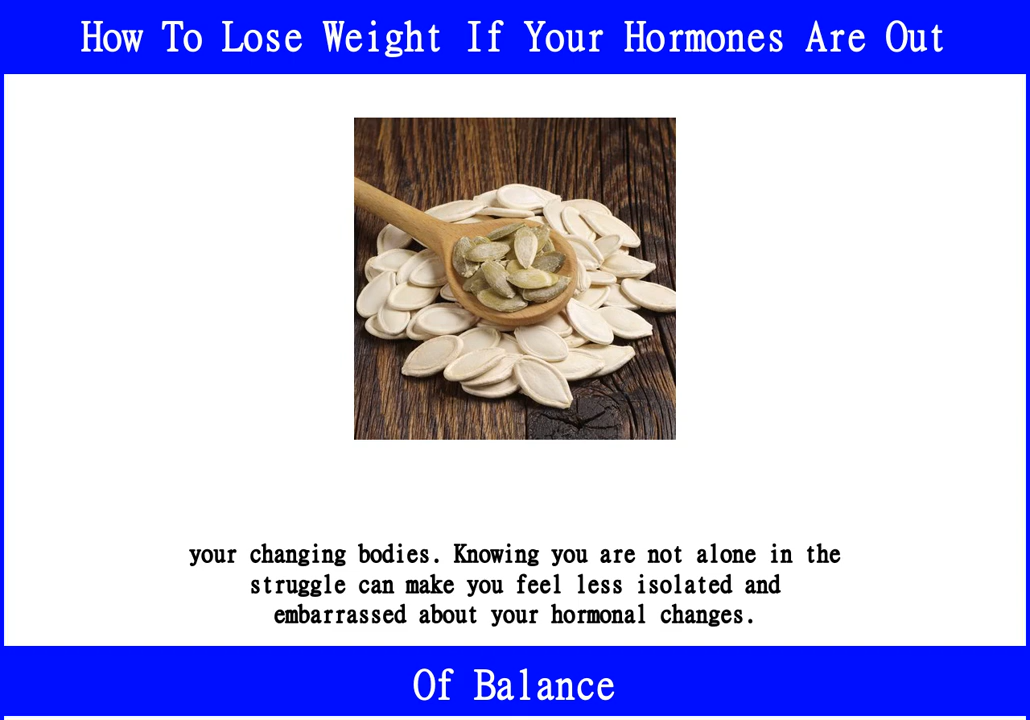 How To Lose Weight If Your Hormones Are Out
your changing bodies. Knowing you are not alone in the
struggle can make you feel less isolated and
embarrassed about your hormonal changes.
Of Balance